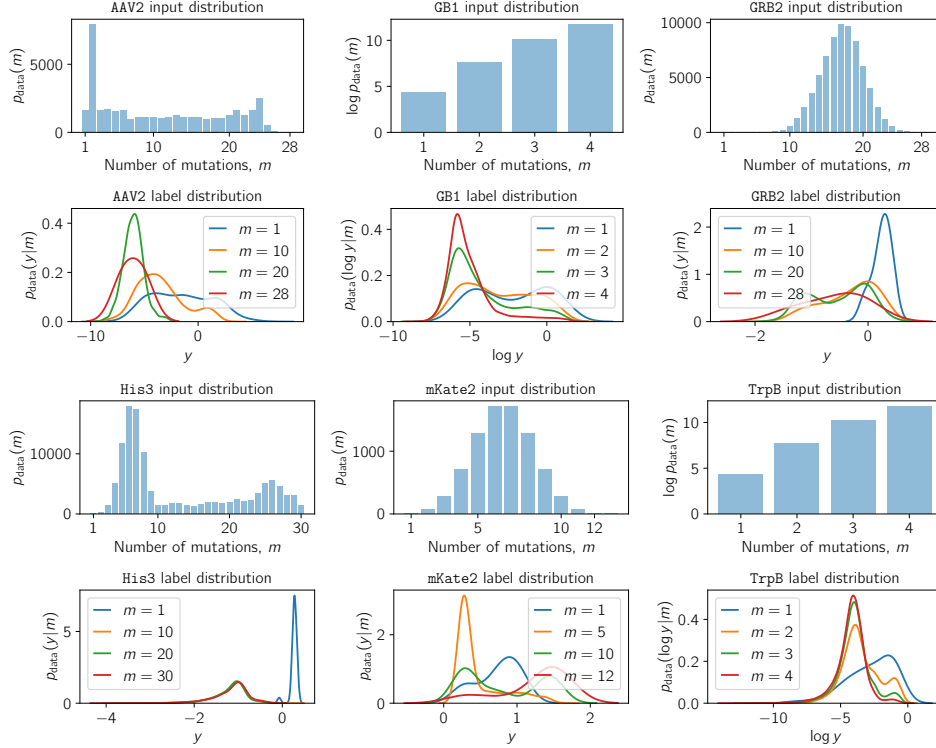 AAV2 input distribution
GB1 input distribution
GRB2 input distribution
p_data(m)
5000
0
1
10
20
28
Number of mutations, m
log p_data(m)
10
5
0
1
2
3
4
Number of mutations, m
p_data(m)
10000
5000
0
1
10
20
28
Number of mutations, m
AAV2 label distribution
GB1 label distribution
GRB2 label distribution
p_data(y|m)
0.4
0.2
0.0
−10
0
y
m = 1
m = 10
m = 20
m = 28
p_data(log y|m)
0.4
0.2
0.0
−10
−5
0
log y
m = 1
m = 2
m = 3
m = 4
p_data(y|m)
2
1
0
−2
0
y
m = 1
m = 10
m = 20
m = 28
His3 input distribution
mKate2 input distribution
TrpB input distribution
p_data(m)
10000
0
1
10
20
30
Number of mutations, m
p_data(m)
1000
0
1
5
10
12
Number of mutations, m
log p_data(m)
10
5
0
1
2
3
4
Number of mutations, m
His3 label distribution
mKate2 label distribution
TrpB label distribution
p_data(y|m)
5
0
−4
−2
0
y
m = 1
m = 10
m = 20
m = 30
p_data(y|m)
2
0
0
1
2
y
m = 1
m = 5
m = 10
m = 12
p_data(log y|m)
0.4
0.2
0.0
−10
−5
0
log y
m = 1
m = 2
m = 3
m = 4